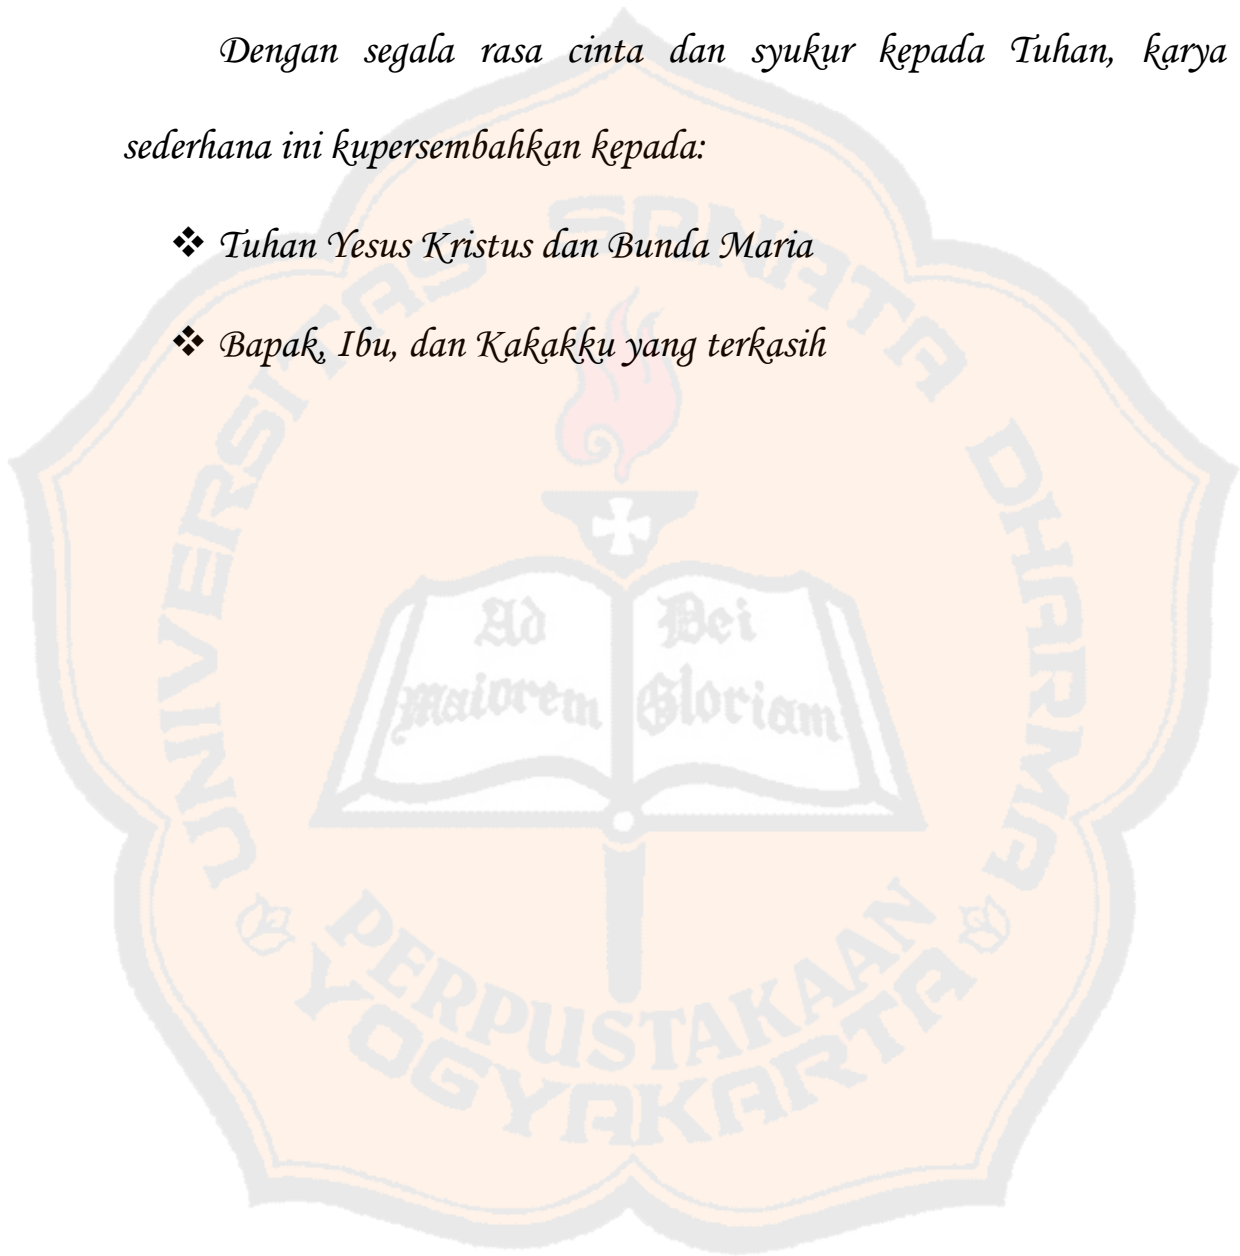 Dengan segala rasa cinta dan syukur kepada Tuhan, karya
sederhana ini kupersembahkan kepada:
❖ Tuhan Yesus Kristus dan Bunda Maria
❖ Bapak, Ibu, dan Kakakku yang terkasih
UNIVERSITAS SANATA DHARMA
Ad Dei
Maiorem Gloriam
PERPUSTAKAAN
YOGYAKARTA